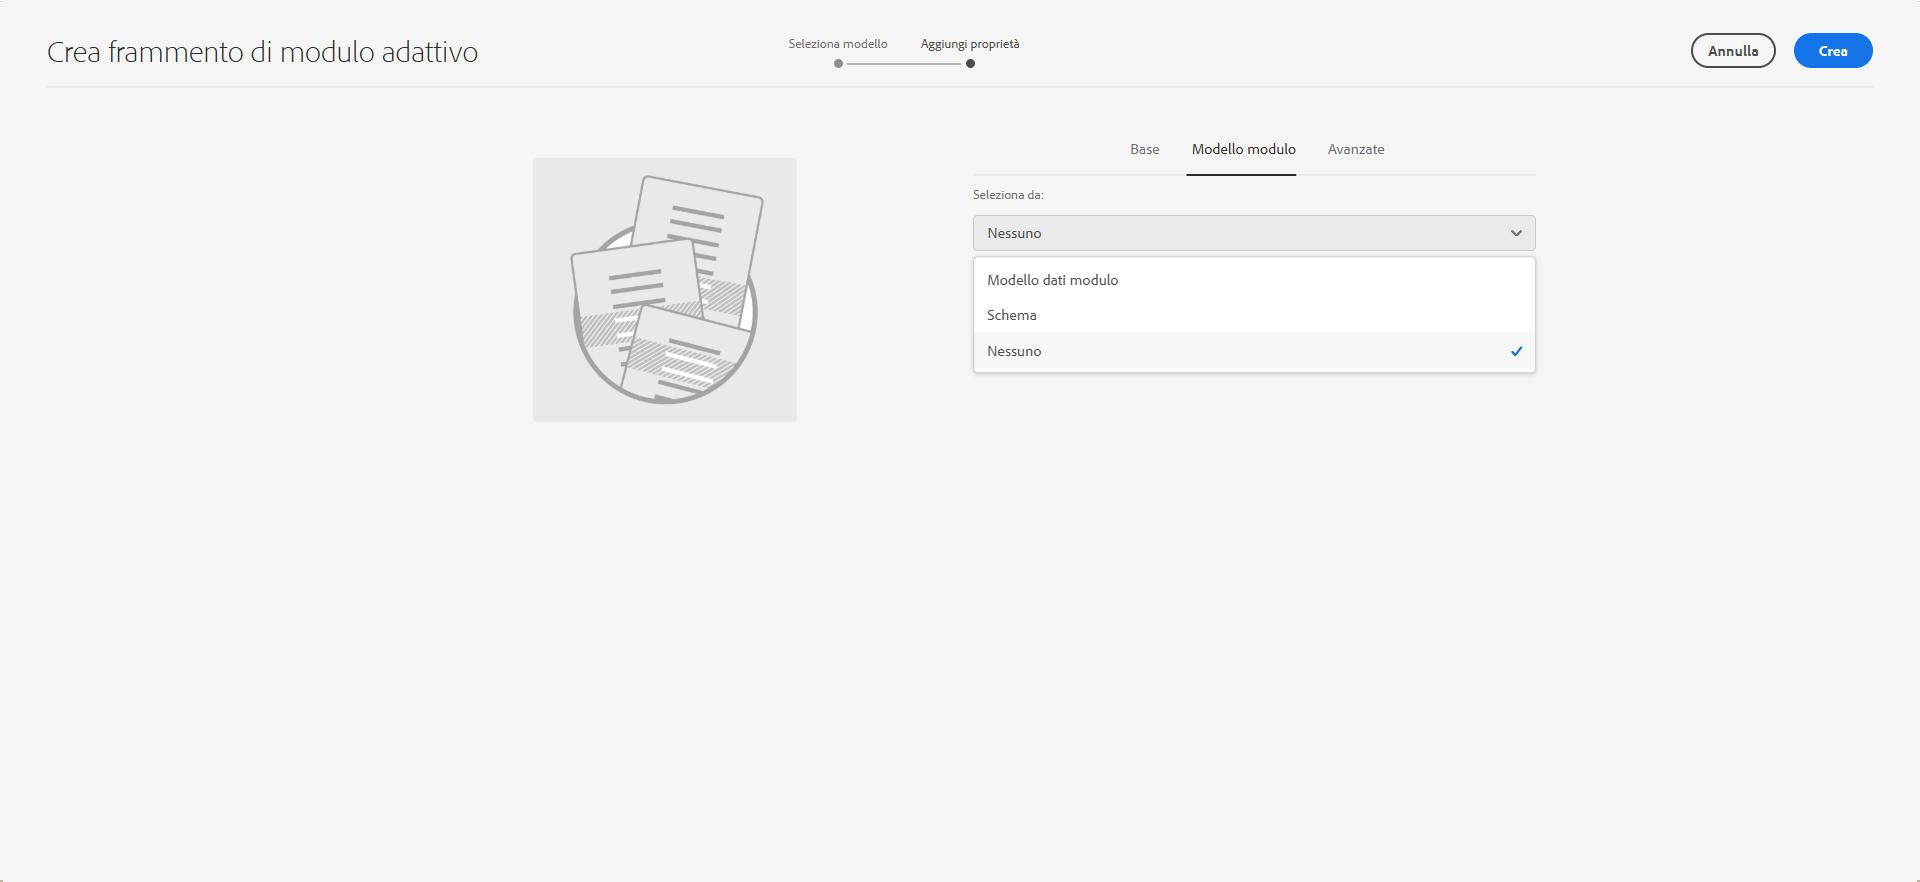 Crea frammento di modulo adattivo
Seleziona modello
Aggiungi proprietà
Annulla
Crea
Base
Modello modulo
Avanzate
Seleziona da:
Nessuno
Modello dati modulo
Schema
Nessuno